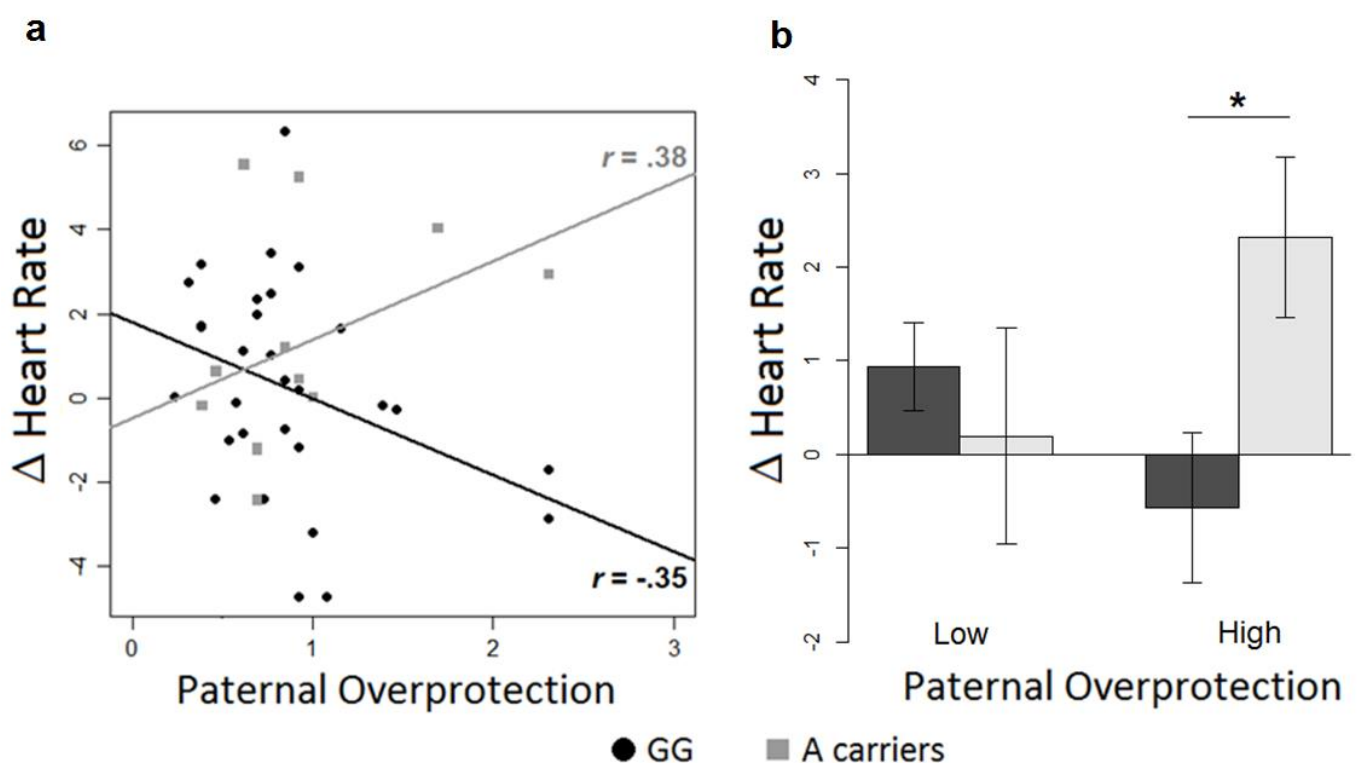 a
b
Δ Heart Rate
6
4
2
0
-2
-4
r = .38
r = -.35
0 1 2 3
Paternal Overprotection
Δ Heart Rate
4
3
2
1
0
-1
-2
*
Low High
Paternal Overprotection
GG A carriers